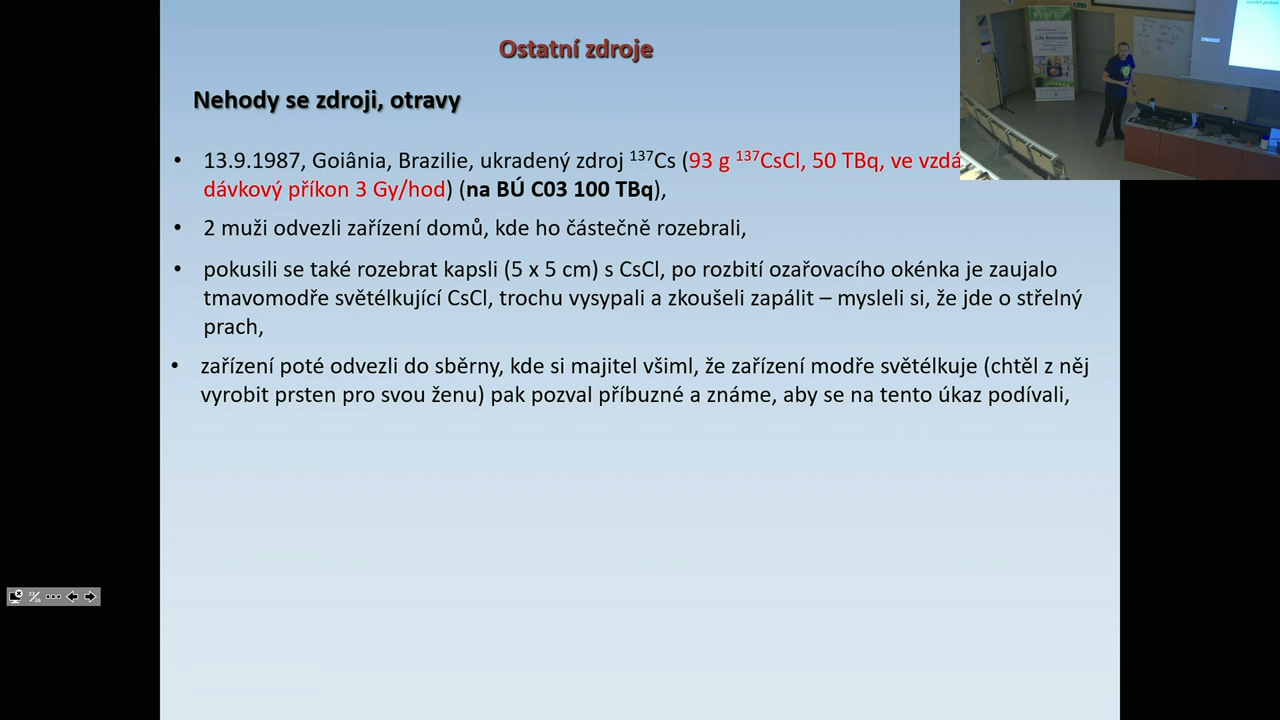 Ostatní zdroje
Nehody se zdroji, otravy
• 13.9.1987, Goiânia, Brazilie, ukradený zdroj ¹³⁷Cs (93 g ¹³⁷CsCl, 50 TBq, ve vzdá
dávkový příkon 3 Gy/hod) (na BÚ C03 100 TBq),
• 2 muži odvezli zařízení domů, kde ho částečně rozebrali,
• pokusili se také rozebrat kapsli (5 x 5 cm) s CsCl, po rozbití ozařovacího okénka je zaujalo
tmavomodře světélkující CsCl, trochu vysypali a zkoušeli zapálit – mysleli si, že jde o střelný
prach,
• zařízení poté odvezli do sběrny, kde si majitel všiml, že zařízení modře světélkuje (chtěl z něj
vyrobit prsten pro svou ženu) pak pozval příbuzné a známe, aby se na tento úkaz podívali,